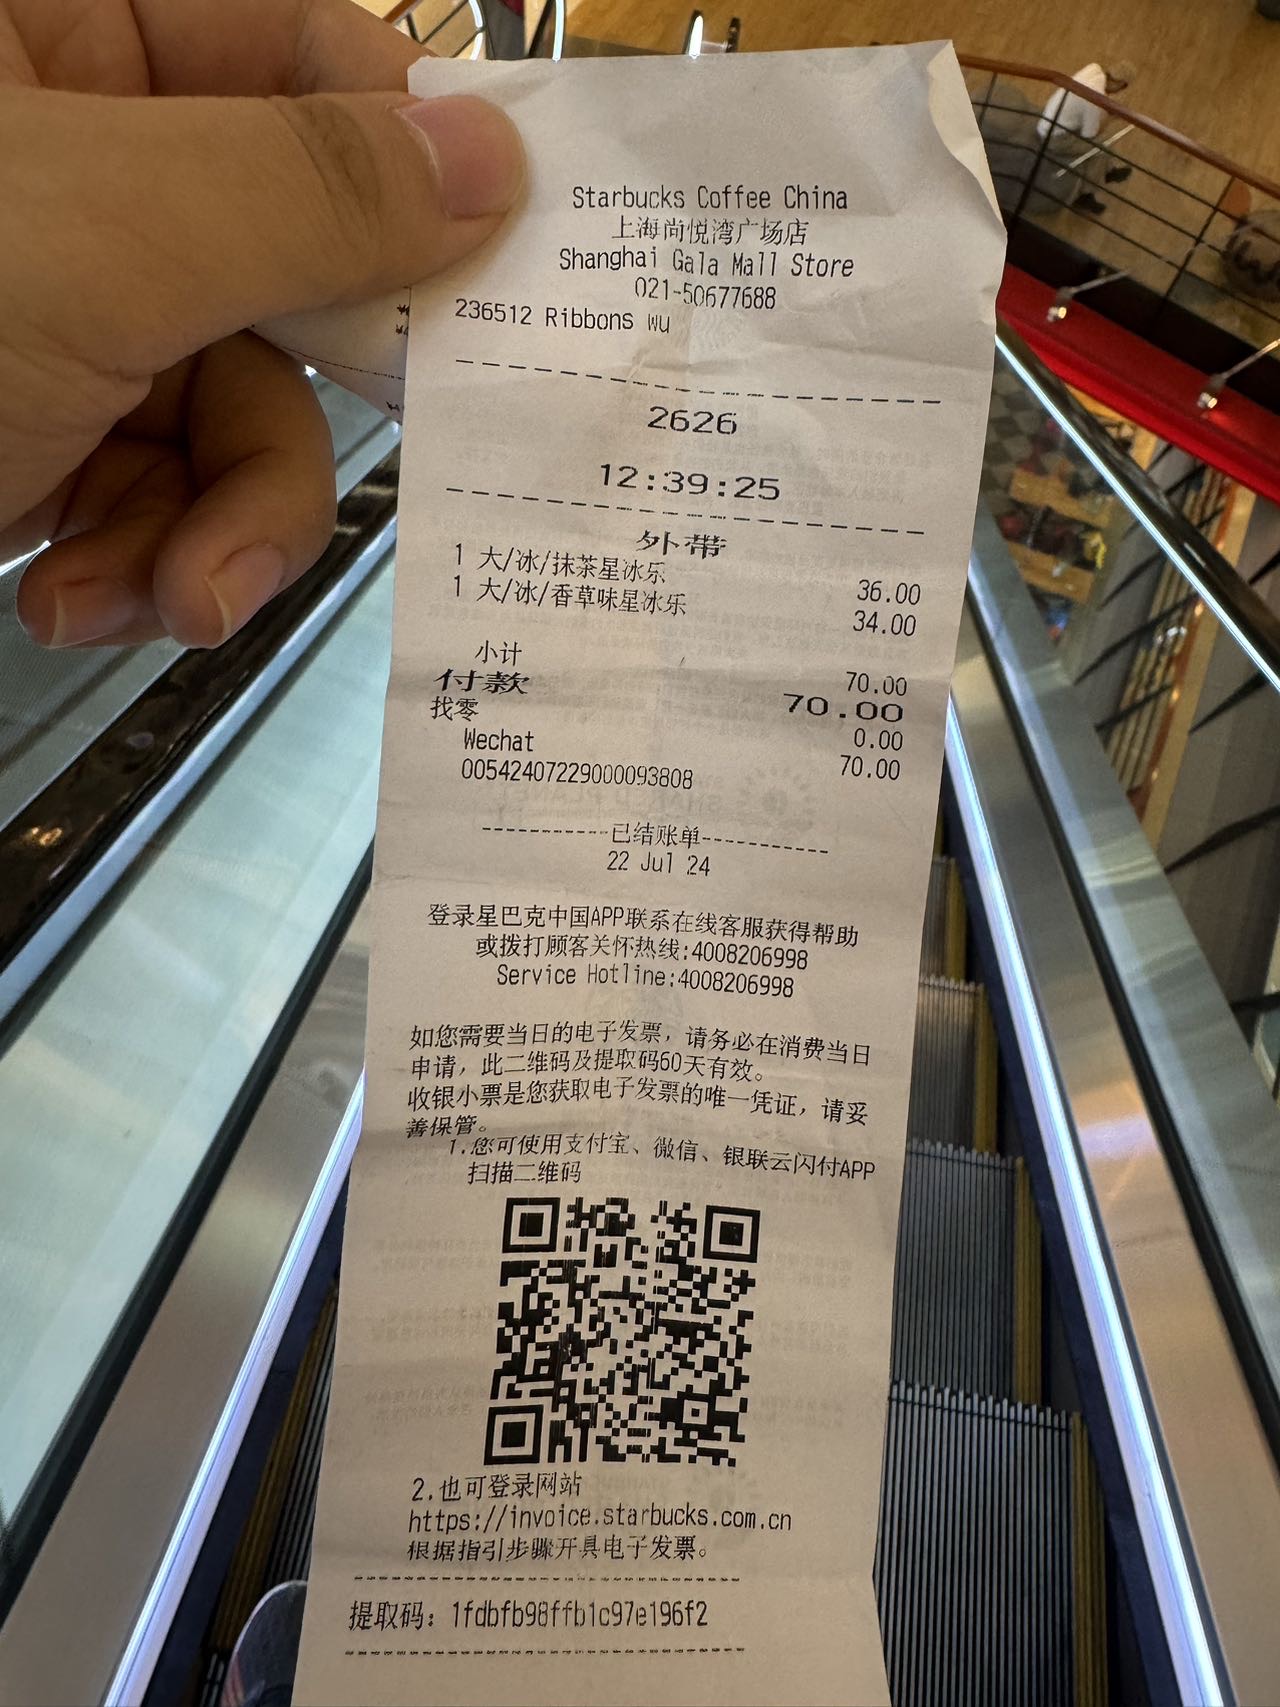 Starbucks Coffee China
上海尚悦湾广场店
Shanghai Gala Mall Store
021-50677688
236512 Ribbons Wu
2626
12:39:25
外带
1 大/冰/抹茶星冰乐 36.00
1 大/冰/香草味星冰乐 34.00
小计 70.00
付款 70.00
找零 0.00
Wechat 70.00
00542407229000093808
-----------已结账单-----------
22 Jul 24
登录星巴克中国APP联系在线客服获得帮助
或拨打顾客关怀热线:4008206998
Service Hotline:4008206998
如您需要当日的电子发票，请务必在消费当日
申请，此二维码及提取码60天有效。
收银小票是您获取电子发票的唯一凭证，请妥
善保管。
1.您可使用支付宝、微信、银联云闪付APP
扫描二维码
2.也可登录网站
https://invoice.starbucks.com.cn
根据指引步骤开具电子发票。
提取码：1fdbfb98ffb1c97e196f2